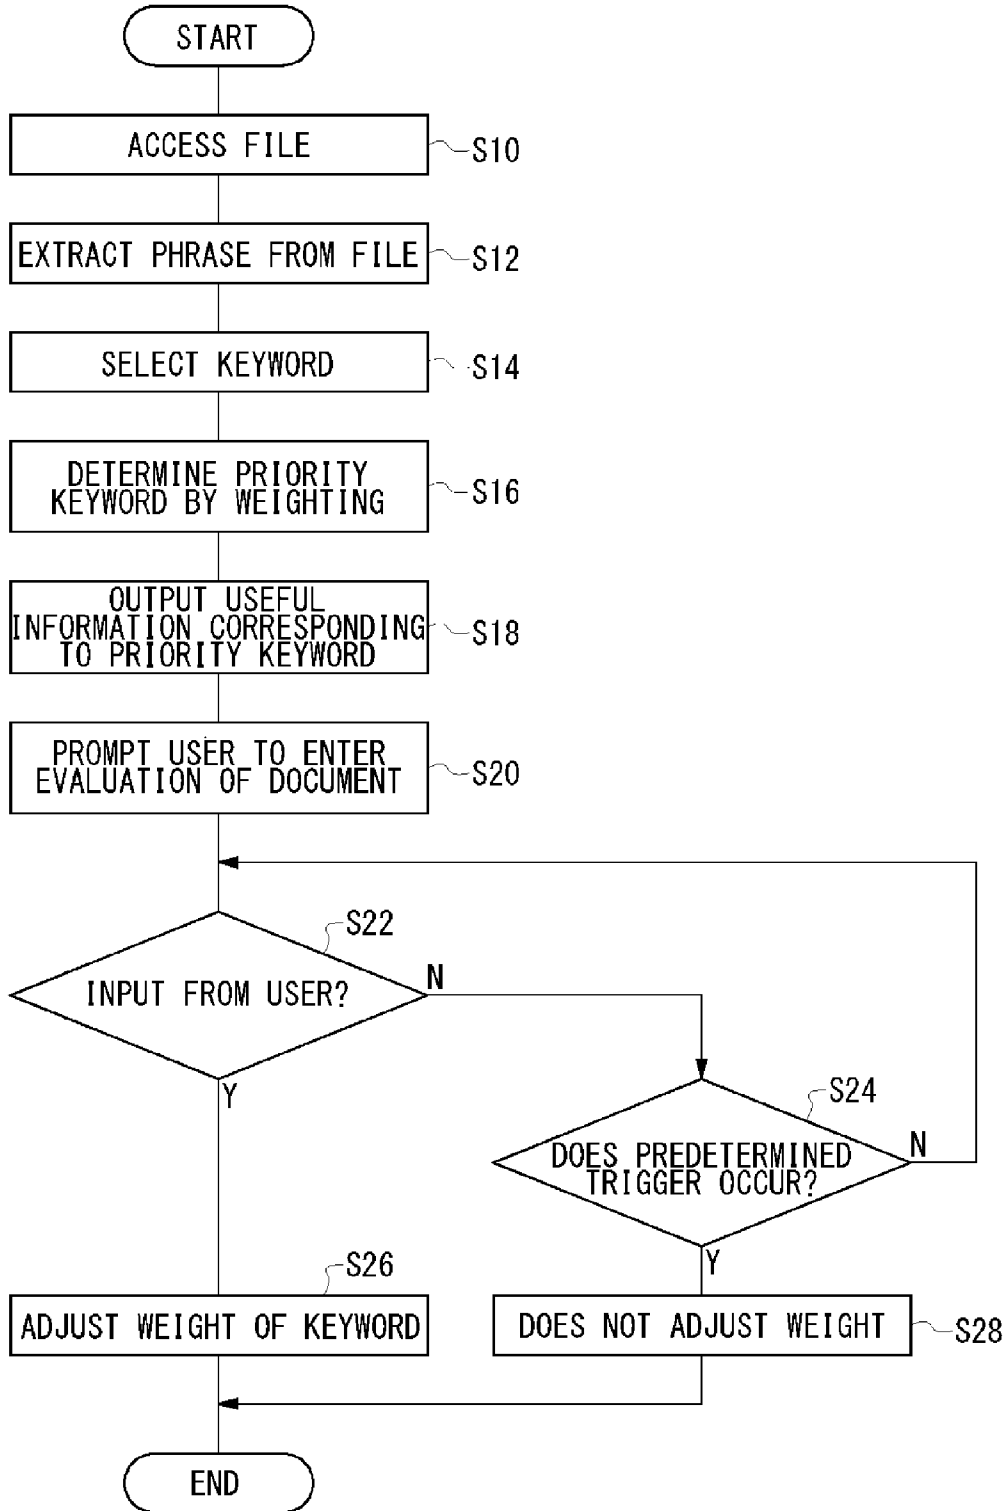 START
ACCESS FILE
S10
EXTRACT PHRASE FROM FILE
S12
SELECT KEYWORD
S14
DETERMINE PRIORITY
KEYWORD BY WEIGHTING
S16
OUTPUT USEFUL
INFORMATION CORRESPONDING
TO PRIORITY KEYWORD
S18
PROMPT USER TO ENTER
EVALUATION OF DOCUMENT
S20
S22
INPUT FROM USER?
N
Y
S24
DOES PREDETERMINED
TRIGGER OCCUR?
N
Y
S26
ADJUST WEIGHT OF KEYWORD
DOES NOT ADJUST WEIGHT
S28
END